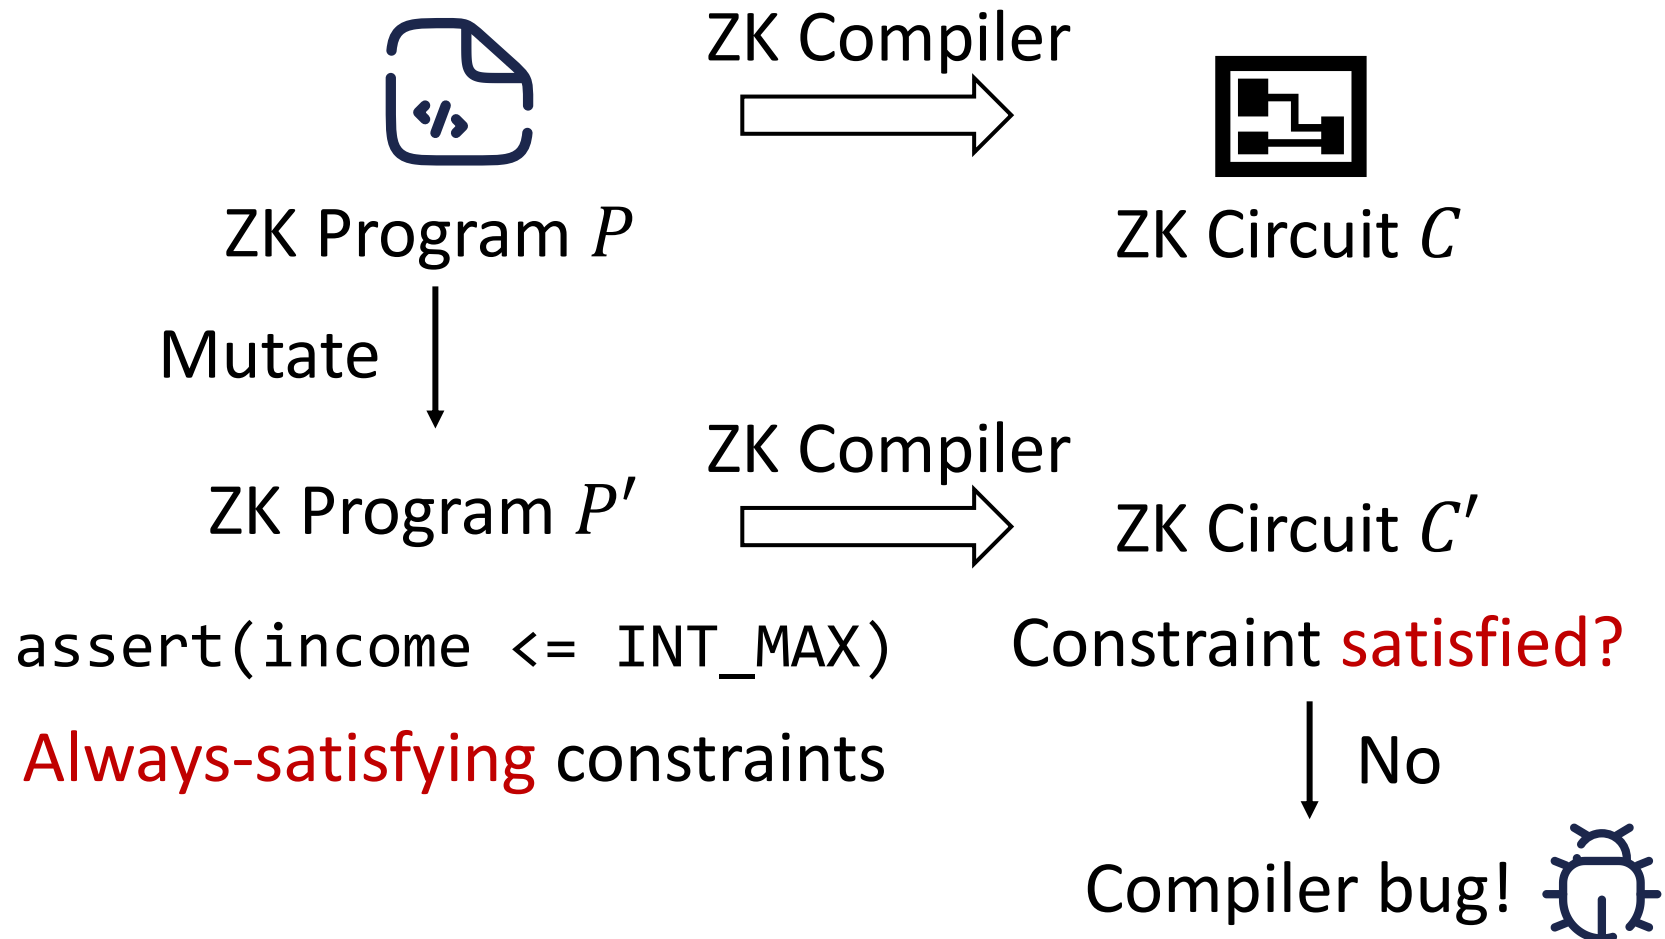 ZK Compiler
</>
ZK Program P
ZK Circuit C
Mutate
ZK Compiler
ZK Program P′
ZK Circuit C′
assert(income <= INT_MAX)
Constraint satisfied?
Always-satisfying constraints
No
Compiler bug!